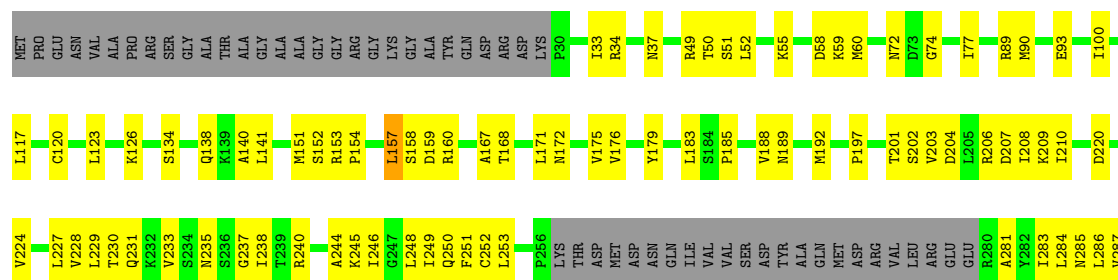 MET PRO GLU ASN VAL ALA PRO ARG SER GLY ALA THR ALA GLY ALA ALA GLY GLY ARG GLY LYS GLY ALA TYR GLN ASP ARG ASP LYS P30 I33 R34 N37 R49 T50 S51 L52 K55 D58 K59 M60 N72 D73 G74 I77 R89 M90 E93 I100
L117 C120 L123 K126 S134 Q138 K139 A140 L141 M151 S152 R153 P154 L157 S158 D159 R160 A167 T168 L171 N172 V175 V176 Y179 L183 S184 P185 V188 N189 M192 P197 T201 S202 V203 D204 L205 R206 D207 I208 K209 I210 D220
V224 L227 V228 L229 T230 Q231 K232 V233 S234 N235 S236 G237 I238 T239 R240 A244 K245 I246 G247 L248 I249 Q250 F251 C252 L253 P256 LYS THR ASP MET ASP ASN GLN ILE VAL VAL SER ASP TYR ALA GLN MET ASP ARG VAL LEU ARG GLU GLU R280 A281 Y282 I283 L284 N285 L286